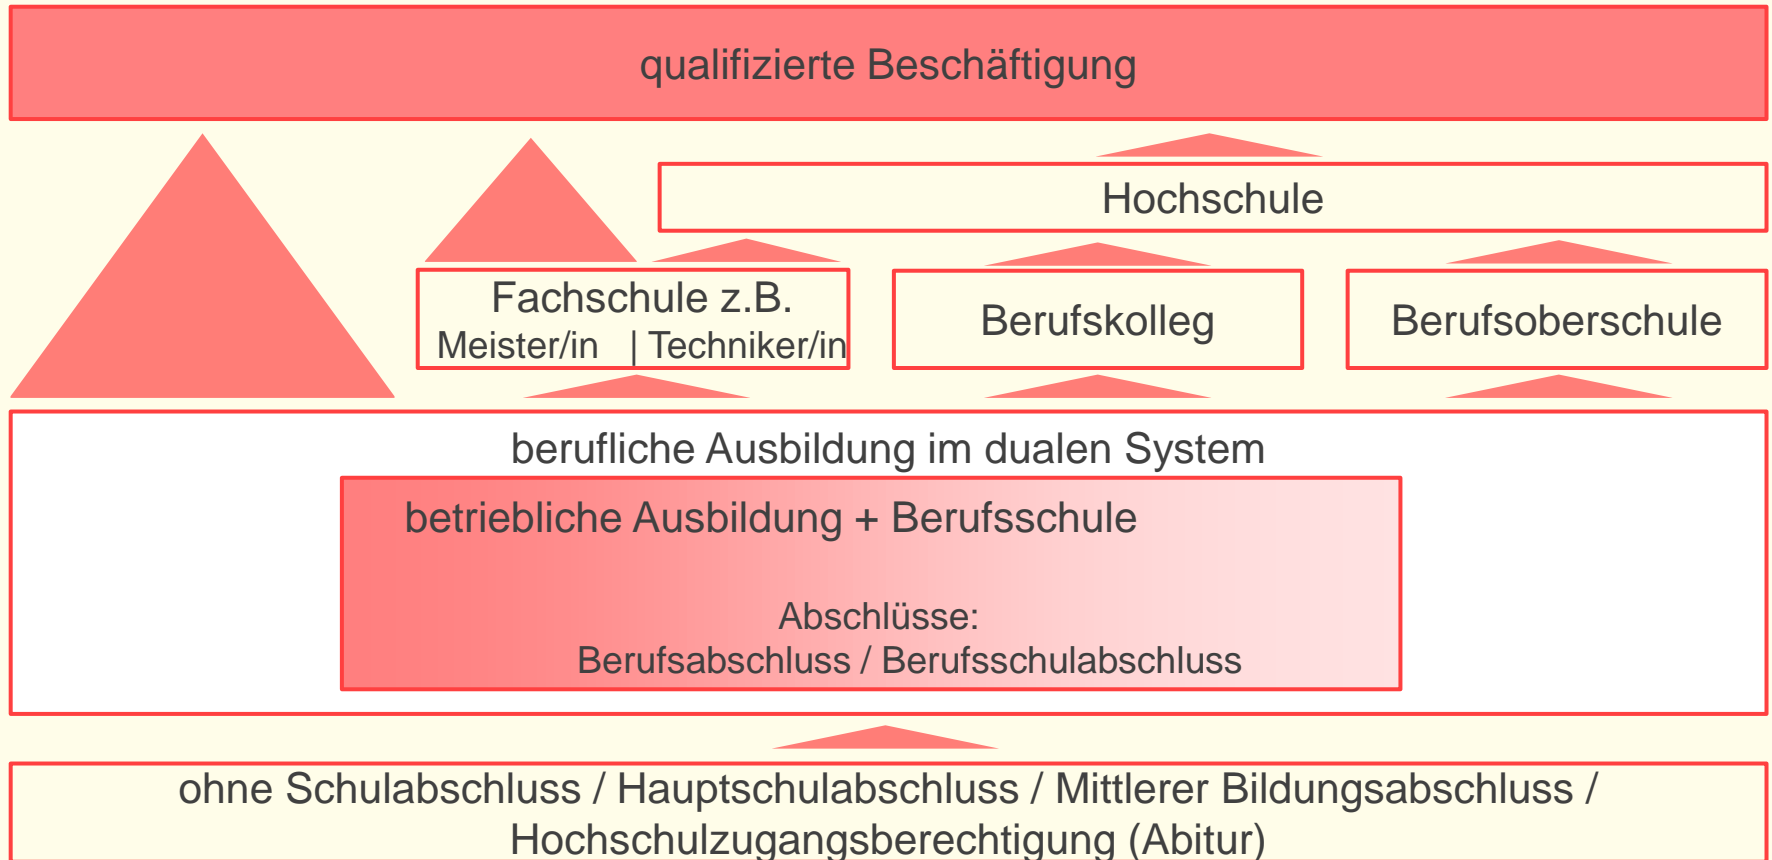 qualifizierte Beschäftigung
Hochschule
Fachschule z.B.
Meister/in | Techniker/in
Berufskolleg
Berufsoberschule
berufliche Ausbildung im dualen System
betriebliche Ausbildung + Berufsschule
Abschlüsse:
Berufsabschluss / Berufsschulabschluss
ohne Schulabschluss / Hauptschulabschluss / Mittlerer Bildungsabschluss /
Hochschulzugangsberechtigung (Abitur)